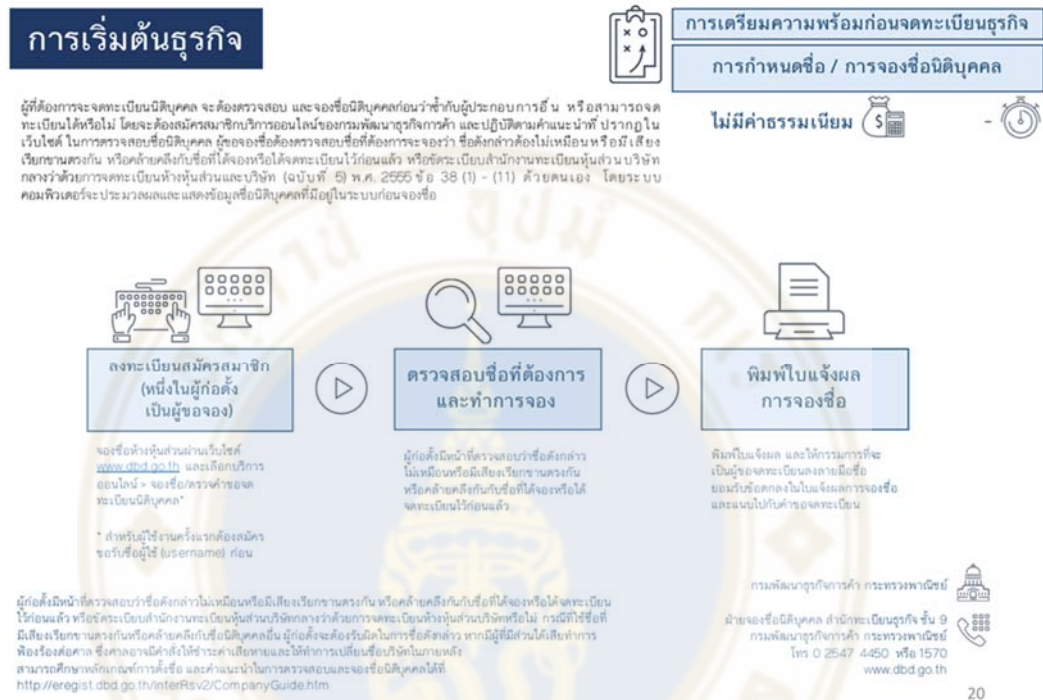 การเริ่มต้นธุรกิจ
การเตรียมความพร้อมก่อนจดทะเบียนธุรกิจ
การกำหนดชื่อ / การจองชื่อนิติบุคคล
ไม่มีค่าธรรมเนียม
-
ผู้ที่ต้องการจะจดทะเบียนนิติบุคคล จะต้องตรวจสอบ และจองชื่อนิติบุคคลก่อนว่าซ้ำกับผู้ประกอบการอื่น หรือสามารถจด
ทะเบียนได้หรือไม่ โดยจะต้องสมัครสมาชิกบริการออนไลน์ของกรมพัฒนาธุรกิจการค้า และปฏิบัติตามคำแนะนำที่ ปรากฏใน
เว็บไซต์ ในการตรวจสอบชื่อนิติบุคคล ผู้ขอจองชื่อต้องตรวจสอบชื่อที่ต้องการจะจองว่า ชื่อดังกล่าวต้องไม่เหมือนหรือมีเสียง
เรียกขานตรงกัน หรือคล้ายคลึงกับชื่อที่ได้จองหรือได้จดทะเบียนไว้ก่อนแล้ว หรือขัดระเบียบสำนักงานทะเบียนหุ้นส่วนบริษัท
กลางว่าด้วยการจดทะเบียนห้างหุ้นส่วนและบริษัท (ฉบับที่ 5) พ.ศ. 2555 ข้อ 38 (1) - (11) ด้วยตนเอง โดยระบบ
คอมพิวเตอร์จะประมวลผลและแสดงข้อมูลชื่อนิติบุคคลที่มีอยู่ในระบบก่อนจองชื่อ
ลงทะเบียนสมัครสมาชิก
(หนึ่งในผู้ก่อตั้ง
เป็นผู้ขอจอง)
จองชื่อห้างหุ้นส่วนผ่านเว็บไซต์
www.dbd.go.th และเลือกบริการ
ออนไลน์ > จองชื่อ/ตรวจคำขอจด
ทะเบียนนิติบุคคล*
* สำหรับผู้ใช้งานครั้งแรกต้องสมัคร
ขอรับชื่อผู้ใช้ (username) ก่อน
ตรวจสอบชื่อที่ต้องการ
และทำการจอง
ผู้ก่อตั้งมีหน้าที่ตรวจสอบว่าชื่อดังกล่าว
ไม่เหมือนหรือมีเสียงเรียกขานตรงกัน
หรือคล้ายคลึงกันกับชื่อที่ได้จองหรือได้
จดทะเบียนไว้ก่อนแล้ว
พิมพ์ใบแจ้งผล
การจองชื่อ
พิมพ์ใบแจ้งผล และให้กรรมการที่จะ
เป็นผู้ขอจดทะเบียนลงลายมือชื่อ
ยอมรับข้อตกลงในใบแจ้งผลการจองชื่อ
และแนบไปกับคำขอจดทะเบียน
ผู้ก่อตั้งมีหน้าที่ตรวจสอบว่าชื่อดังกล่าวไม่เหมือนหรือมีเสียงเรียกขานตรงกัน หรือคล้ายคลึงกันกับชื่อที่ได้จองหรือได้จดทะเบียน
ไว้ก่อนแล้ว หรือขัดระเบียบสำนักงานทะเบียนหุ้นส่วนบริษัทกลางว่าด้วยการจดทะเบียนห้างหุ้นส่วนบริษัทหรือไม่ กรณีที่ใช้ชื่อที่
มีเสียงเรียกขานตรงกันหรือคล้ายคลึงกับชื่อนิติบุคคลอื่น ผู้ก่อตั้งจะต้องรับผิดในการชื่อดังกล่าว หากมีผู้ที่มีส่วนได้เสียทำการ
ฟ้องร้องต่อศาล ซึ่งศาลอาจมีคำสั่งให้ชำระค่าเสียหายและให้ทำการเปลี่ยนชื่อบริษัทในภายหลัง
สามารถศึกษาหลักเกณฑ์การตั้งชื่อ และคำแนะนำในการตรวจสอบและจองชื่อนิติบุคคลได้ที่
http://eregist.dbd.go.th/InterRsv2/CompanyGuide.htm
กรมพัฒนาธุรกิจการค้า กระทรวงพาณิชย์
ฝ่ายจองชื่อนิติบุคคล สำนักทะเบียนธุรกิจ ชั้น 9
กรมพัฒนาธุรกิจการค้า กระทรวงพาณิชย์
โทร 0 2547 4450 หรือ 1570
www.dbd.go.th
20